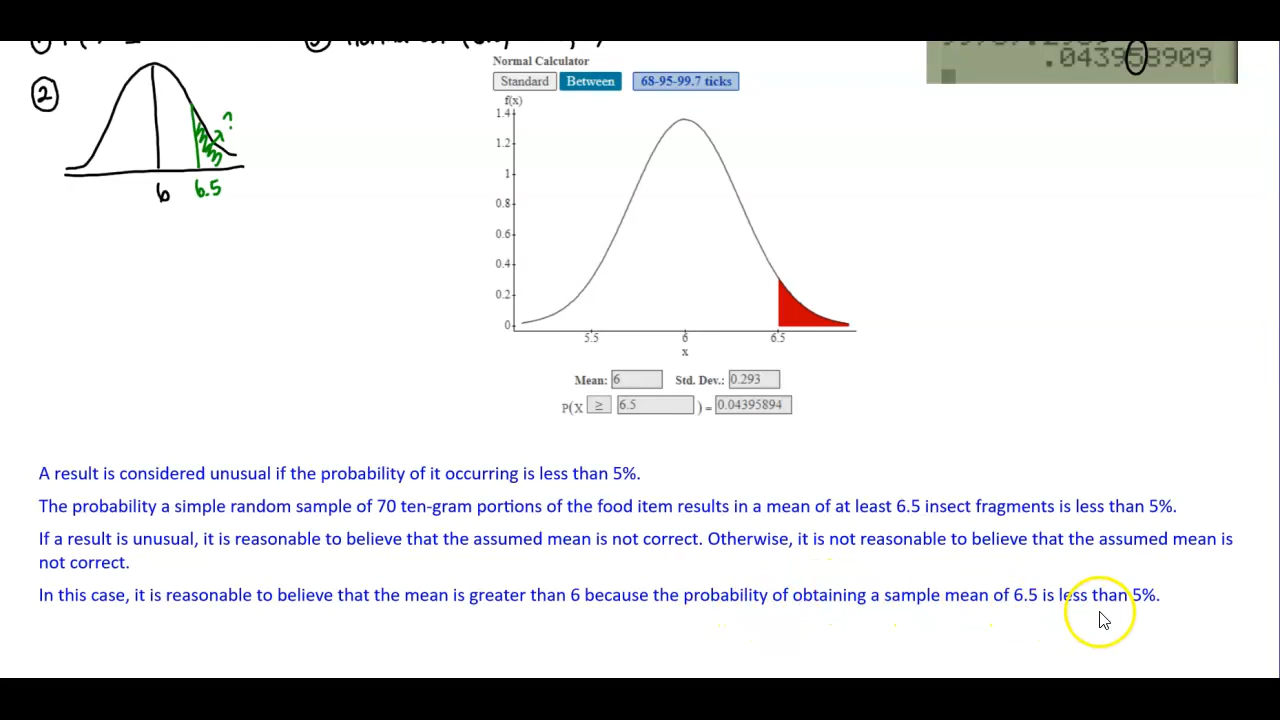 Normal Calculator
Standard Between 68-95-99.7 ticks
.043958909
f(x)
1.4
1.2
1
0.8
0.6
0.4
0.2
0
5.5 6 6.5
x
2
?
6 6.5
Mean: 6 Std. Dev.: 0.293
P(X ≥ 6.5 ) = 0.04395894
A result is considered unusual if the probability of it occurring is less than 5%.
The probability a simple random sample of 70 ten-gram portions of the food item results in a mean of at least 6.5 insect fragments is less than 5%.
If a result is unusual, it is reasonable to believe that the assumed mean is not correct. Otherwise, it is not reasonable to believe that the assumed mean is
not correct.
In this case, it is reasonable to believe that the mean is greater than 6 because the probability of obtaining a sample mean of 6.5 is less than 5%.